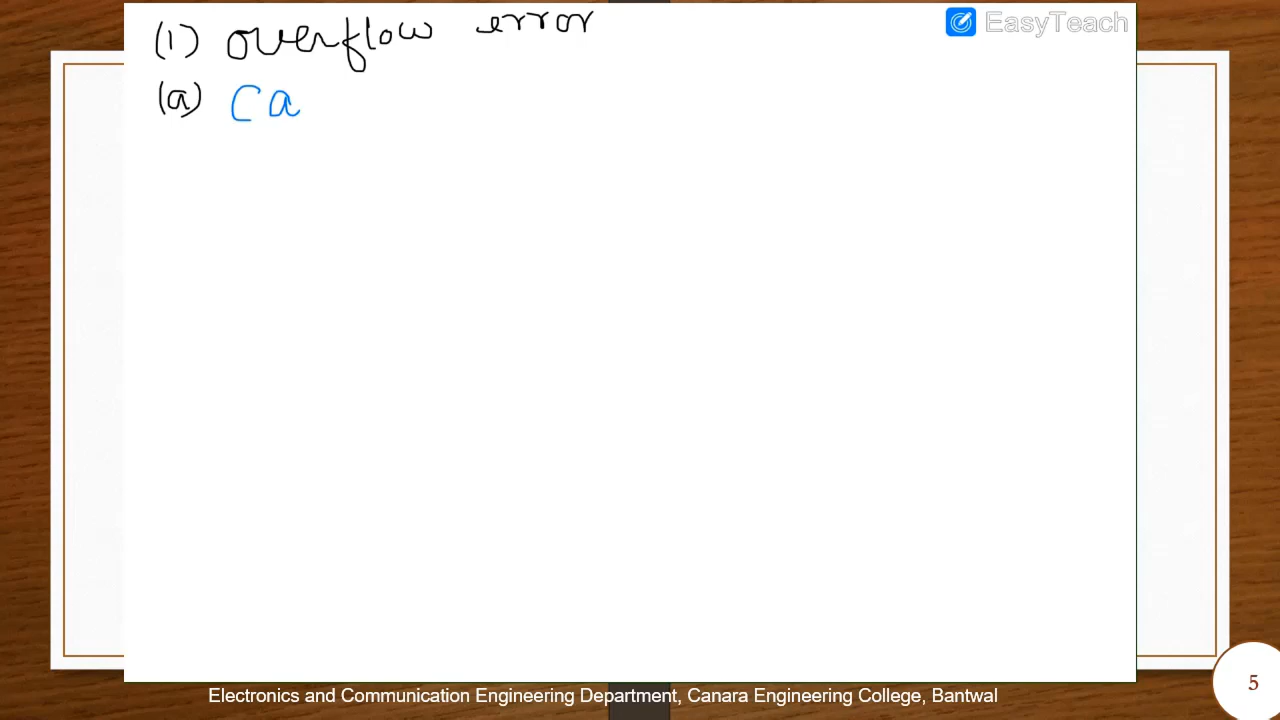 (1) overflow error
EasyTeach
(a) Ca
Electronics and Communication Engineering Department, Canara Engineering College, Bantwal
5